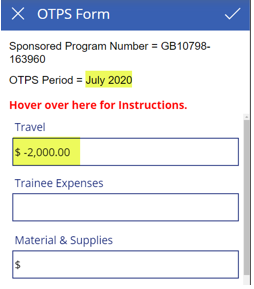 OTPS Form
Sponsored Program Number = GB10798-
163960
OTPS Period = July 2020
Hover over here for Instructions.
Travel
$ -2,000.00
Trainee Expenses
Material & Supplies
$